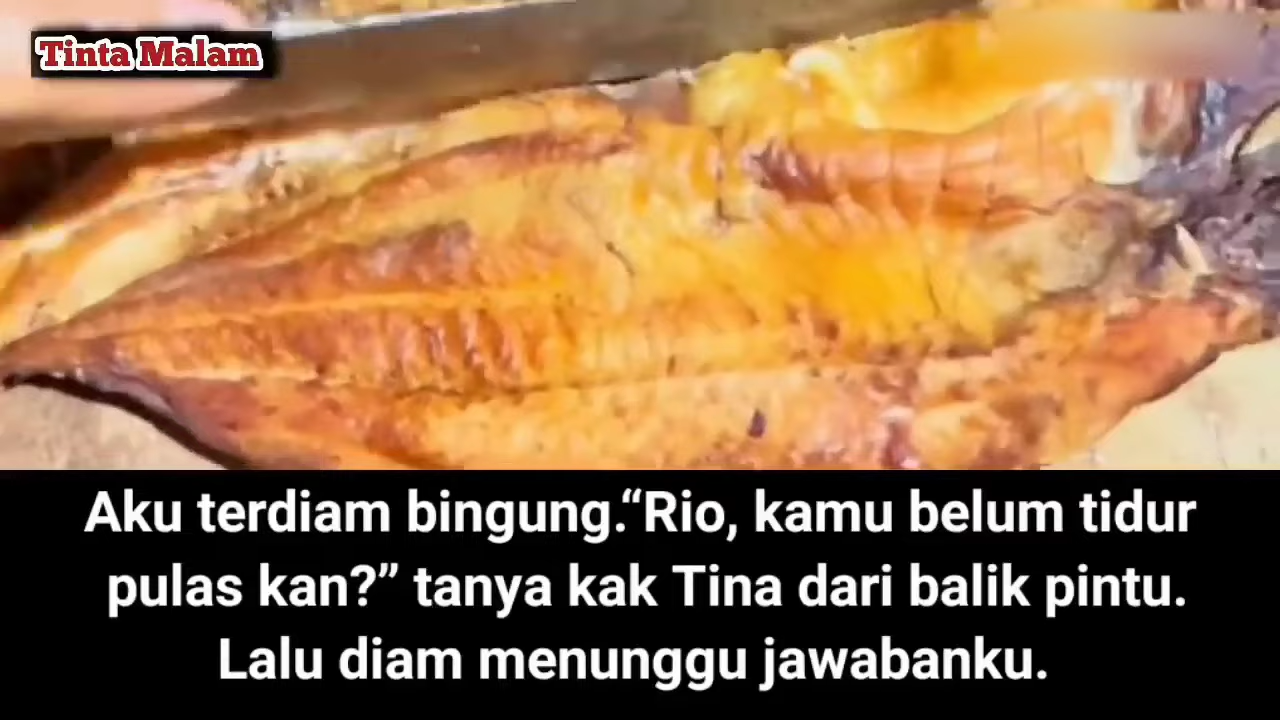 Tinta Malam
Aku terdiam bingung.“Rio, kamu belum tidur
pulas kan?” tanya kak Tina dari balik pintu.
Lalu diam menunggu jawabanku.